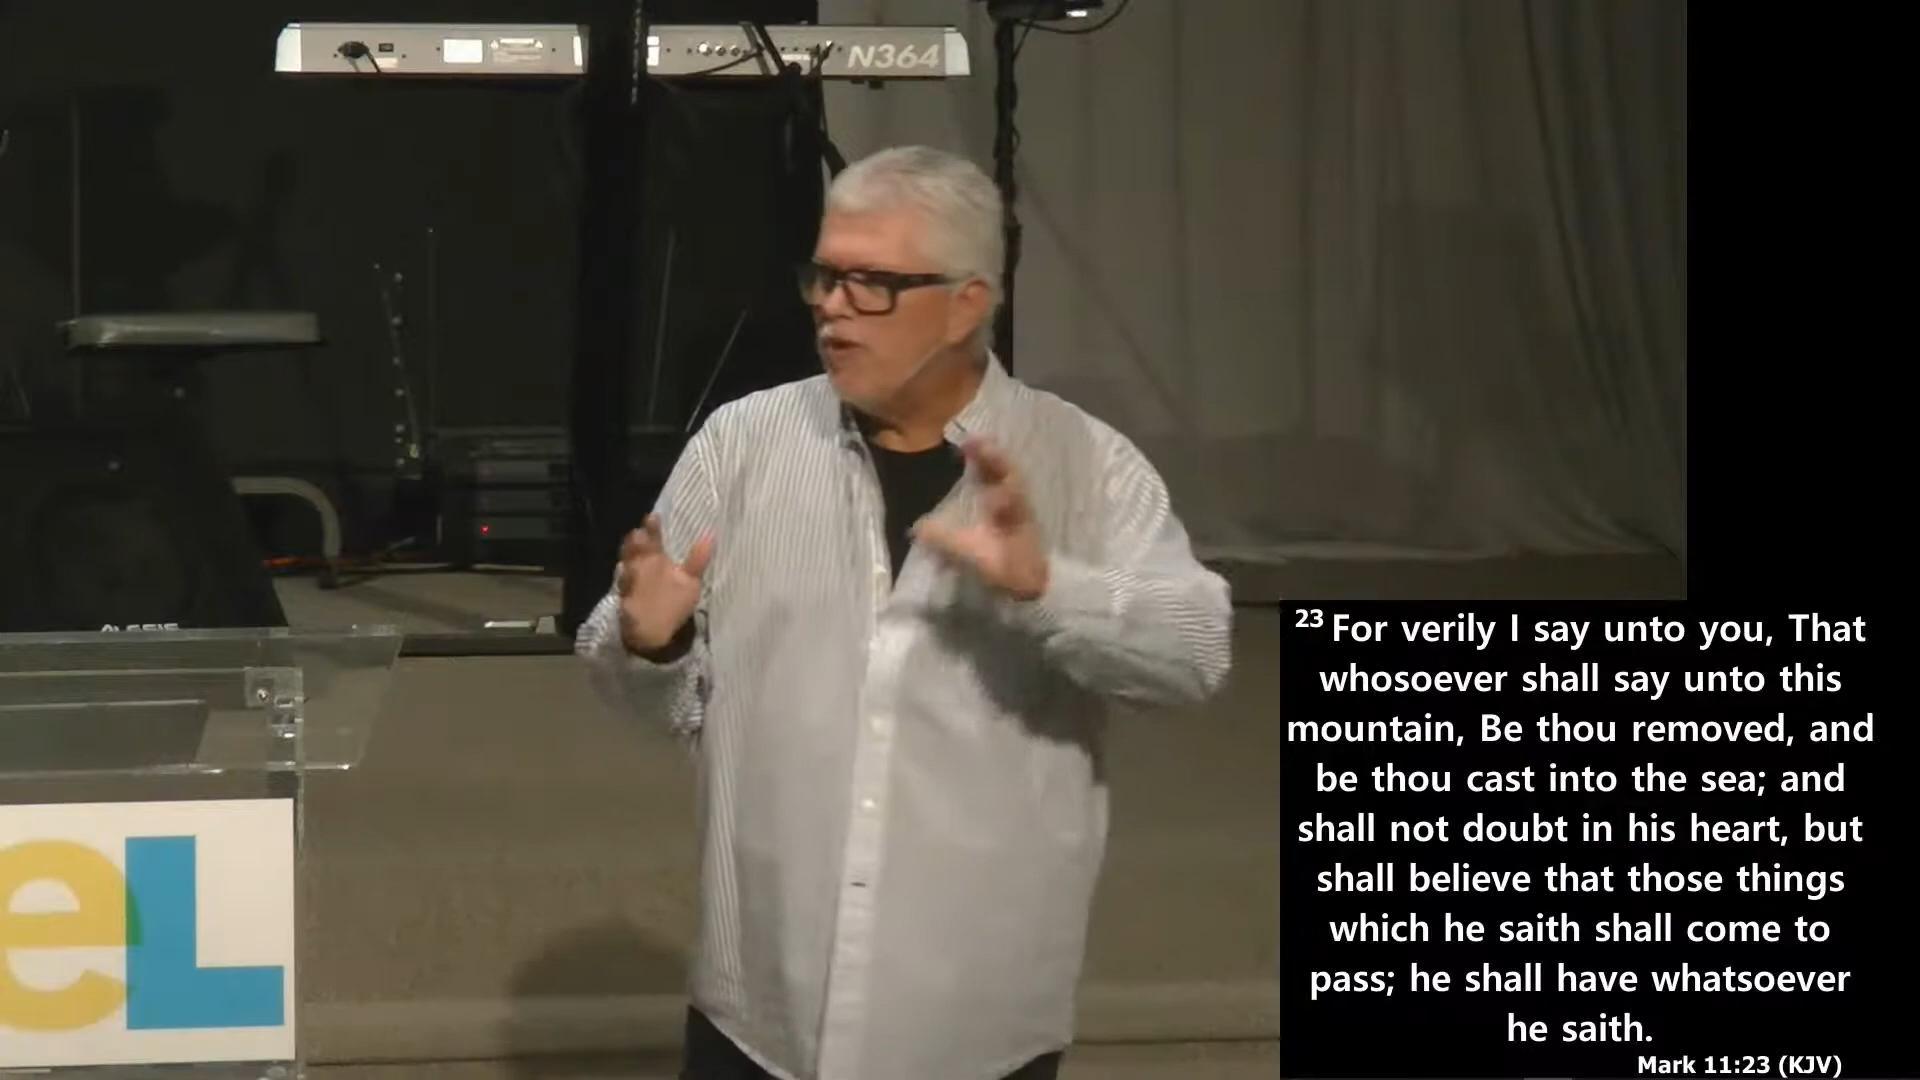 N364
ALESIS
eL
23 For verily I say unto you, That
whosoever shall say unto this
mountain, Be thou removed, and
be thou cast into the sea; and
shall not doubt in his heart, but
shall believe that those things
which he saith shall come to
pass; he shall have whatsoever
he saith.
Mark 11:23 (KJV)